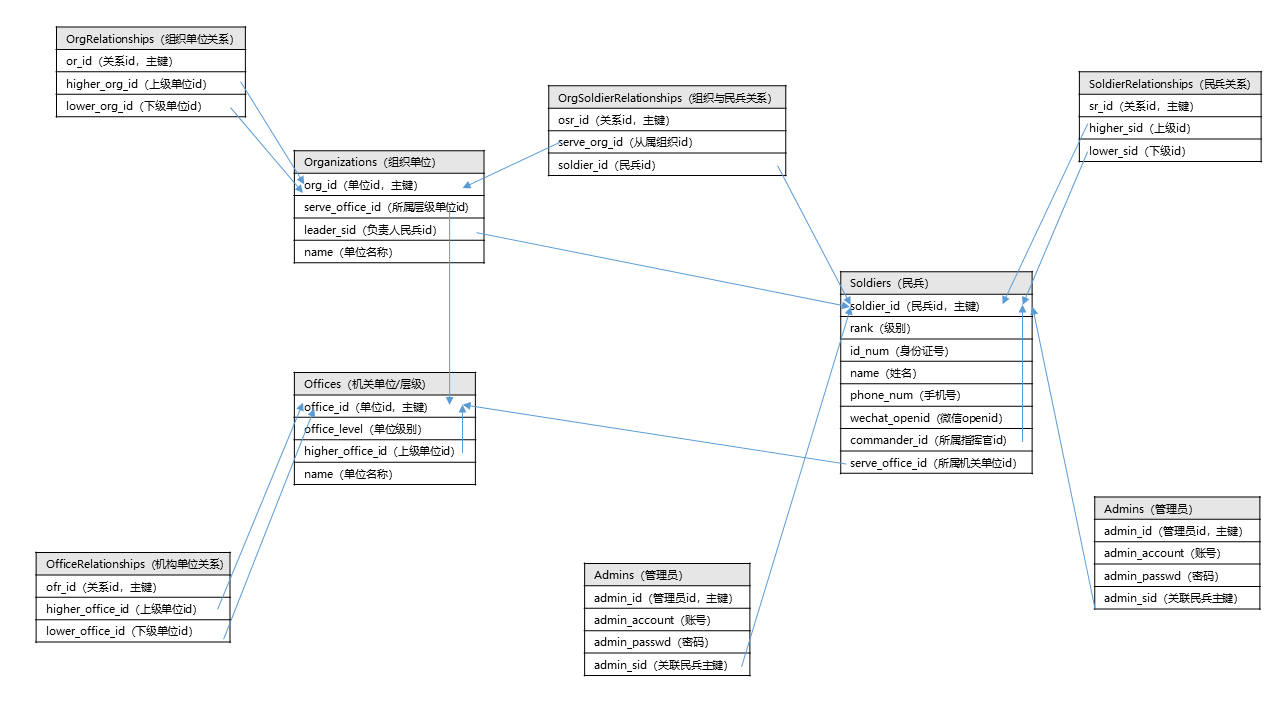 OrgRelationships（组织单位关系）
or_id（关系id，主键）
higher_org_id（上级单位id）
lower_org_id（下级单位id）
OrgSoldierRelationships（组织与民兵关系）
osr_id（关系id，主键）
serve_org_id（从属组织id）
soldier_id（民兵id）
SoldierRelationships（民兵关系）
sr_id（关系id，主键）
higher_sid（上级id）
lower_sid（下级id）
Organizations（组织单位）
org_id（单位id，主键）
serve_office_id（所属层级单位id）
leader_sid（负责人民兵id）
name（单位名称）
Soldiers（民兵）
soldier_id（民兵id，主键）
rank（级别）
id_num（身份证号）
name（姓名）
phone_num（手机号）
wechat_openid（微信openid）
commander_id（所属指挥官id）
serve_office_id（所属机关单位id）
Offices（机关单位/层级）
office_id（单位id，主键）
office_level（单位级别）
higher_office_id（上级单位id）
name（单位名称）
OfficeRelationships（机构单位关系）
ofr_id（关系id，主键）
higher_office_id（上级单位id）
lower_office_id（下级单位id）
Admins（管理员）
admin_id（管理员id，主键）
admin_account（账号）
admin_passwd（密码）
admin_sid（关联民兵主键）
Admins（管理员）
admin_id（管理员id，主键）
admin_account（账号）
admin_passwd（密码）
admin_sid（关联民兵主键）